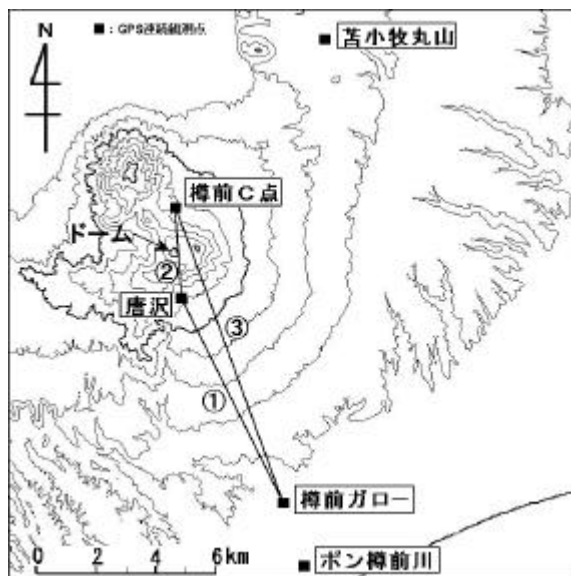 N
■：GPS連続観測点
苫小牧丸山
樽前C点
ドーム
②
唐沢
③
①
樽前ガロー
ポン樽前川
0 2 4 6km